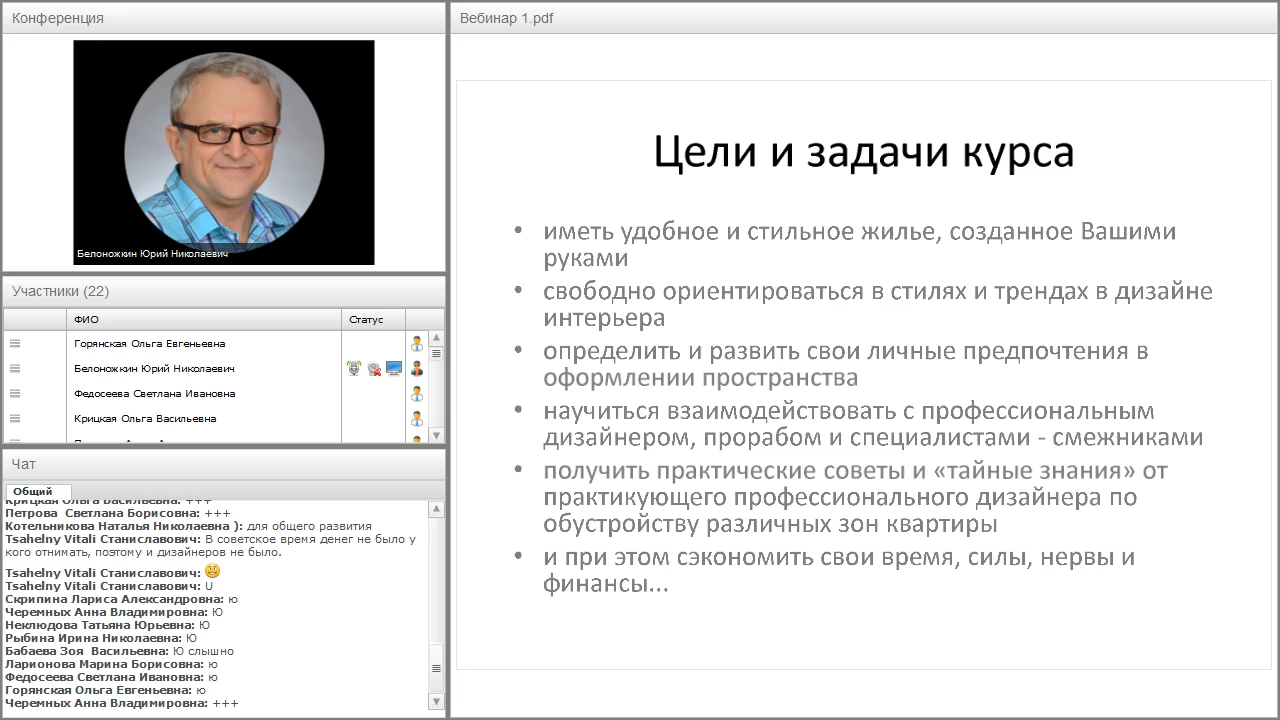 Конференция
Белоножкин Юрий Николаевич
Участники (22)
ФИО
Статус
Горянская Ольга Евгеньевна
Белоножкин Юрий Николаевич
Федосеева Светлана Ивановна
Крицкая Ольга Васильевна
Чат
Общий
Крицкая Ольга Васильевна: +++
Петрова Светлана Борисовна: +++
Котельникова Наталья Николаевна ): для общего развития
Tsahelny Vitali Станиславович: В советское время денег не было у
кого отнимать, поэтому и дизайнеров не было.
Tsahelny Vitali Станиславович:
Tsahelny Vitali Станиславович: U
Скрипина Лариса Александровна: ю
Черемных Анна Владимировна: Ю
Неклюдова Татьяна Юрьевна: Ю
Рыбина Ирина Николаевна: Ю
Бабаева Зоя Васильевна: Ю слышно
Ларионова Марина Борисовна: ю
Федосеева Светлана Ивановна: ю
Горянская Ольга Евгеньевна: ю
Черемных Анна Владимировна: +++
Вебинар 1.pdf
Цели и задачи курса
• иметь удобное и стильное жилье, созданное Вашими
руками
• свободно ориентироваться в стилях и трендах в дизайне
интерьера
• определить и развить свои личные предпочтения в
оформлении пространства
• научиться взаимодействовать с профессиональным
дизайнером, прорабом и специалистами - смежниками
• получить практические советы и «тайные знания» от
практикующего профессионального дизайнера по
обустройству различных зон квартиры
• и при этом сэкономить свои время, силы, нервы и
финансы...